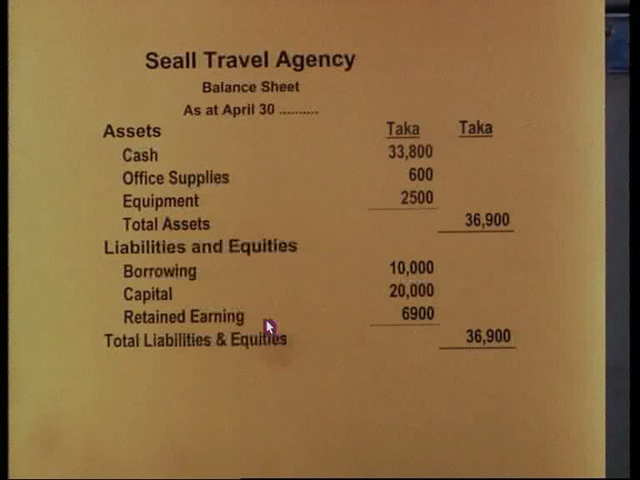 Seall Travel Agency
Balance Sheet
As at April 30 ..........
Assets Taka Taka
Cash 33,800
Office Supplies 600
Equipment 2500
Total Assets 36,900
Liabilities and Equities
Borrowing 10,000
Capital 20,000
Retained Earning 6900
Total Liabilities & Equities 36,900